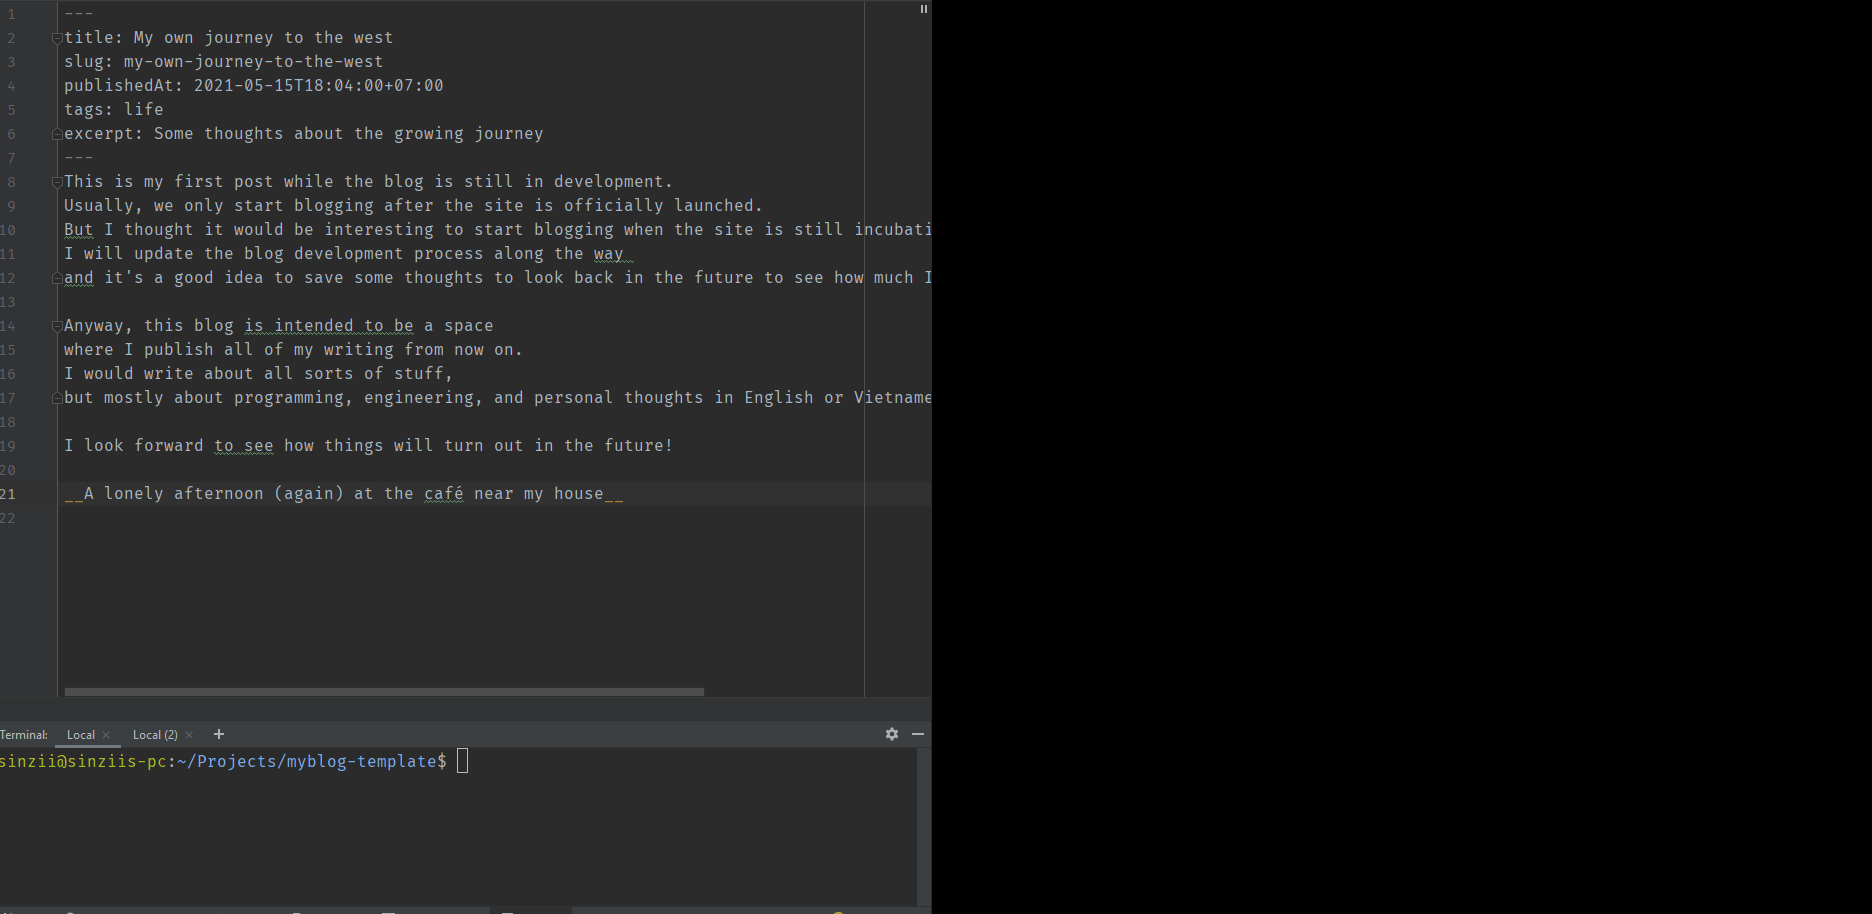 1 ---
2 title: My own journey to the west
3 slug: my-own-journey-to-the-west
4 publishedAt: 2021-05-15T18:04:00+07:00
5 tags: life
6 excerpt: Some thoughts about the growing journey
7 ---
8 This is my first post while the blog is still in development.
9 Usually, we only start blogging after the site is officially launched.
10 But I thought it would be interesting to start blogging when the site is still incubati
11 I will update the blog development process along the way
12 and it's a good idea to save some thoughts to look back in the future to see how much I
13
14 Anyway, this blog is intended to be a space
15 where I publish all of my writing from now on.
16 I would write about all sorts of stuff,
17 but mostly about programming, engineering, and personal thoughts in English or Vietname
18
19 I look forward to see how things will turn out in the future!
20
21 __A lonely afternoon (again) at the café near my house__
22
Terminal: Local × Local (2) × +
sinzii@sinziis-pc:~/Projects/myblog-template$